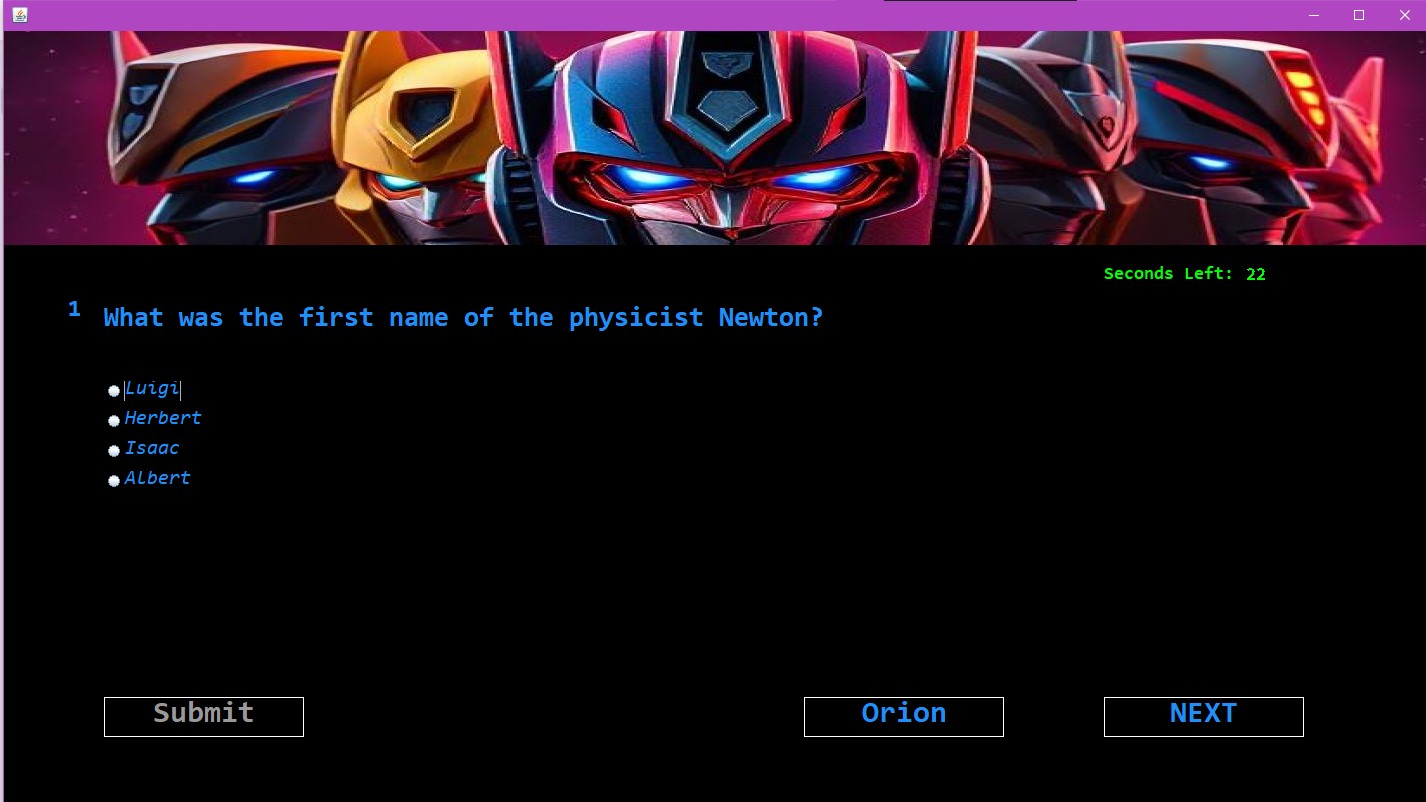 Seconds Left: 22
1 What was the first name of the physicist Newton?
Luigi
Herbert
Isaac
Albert
Submit Orion NEXT